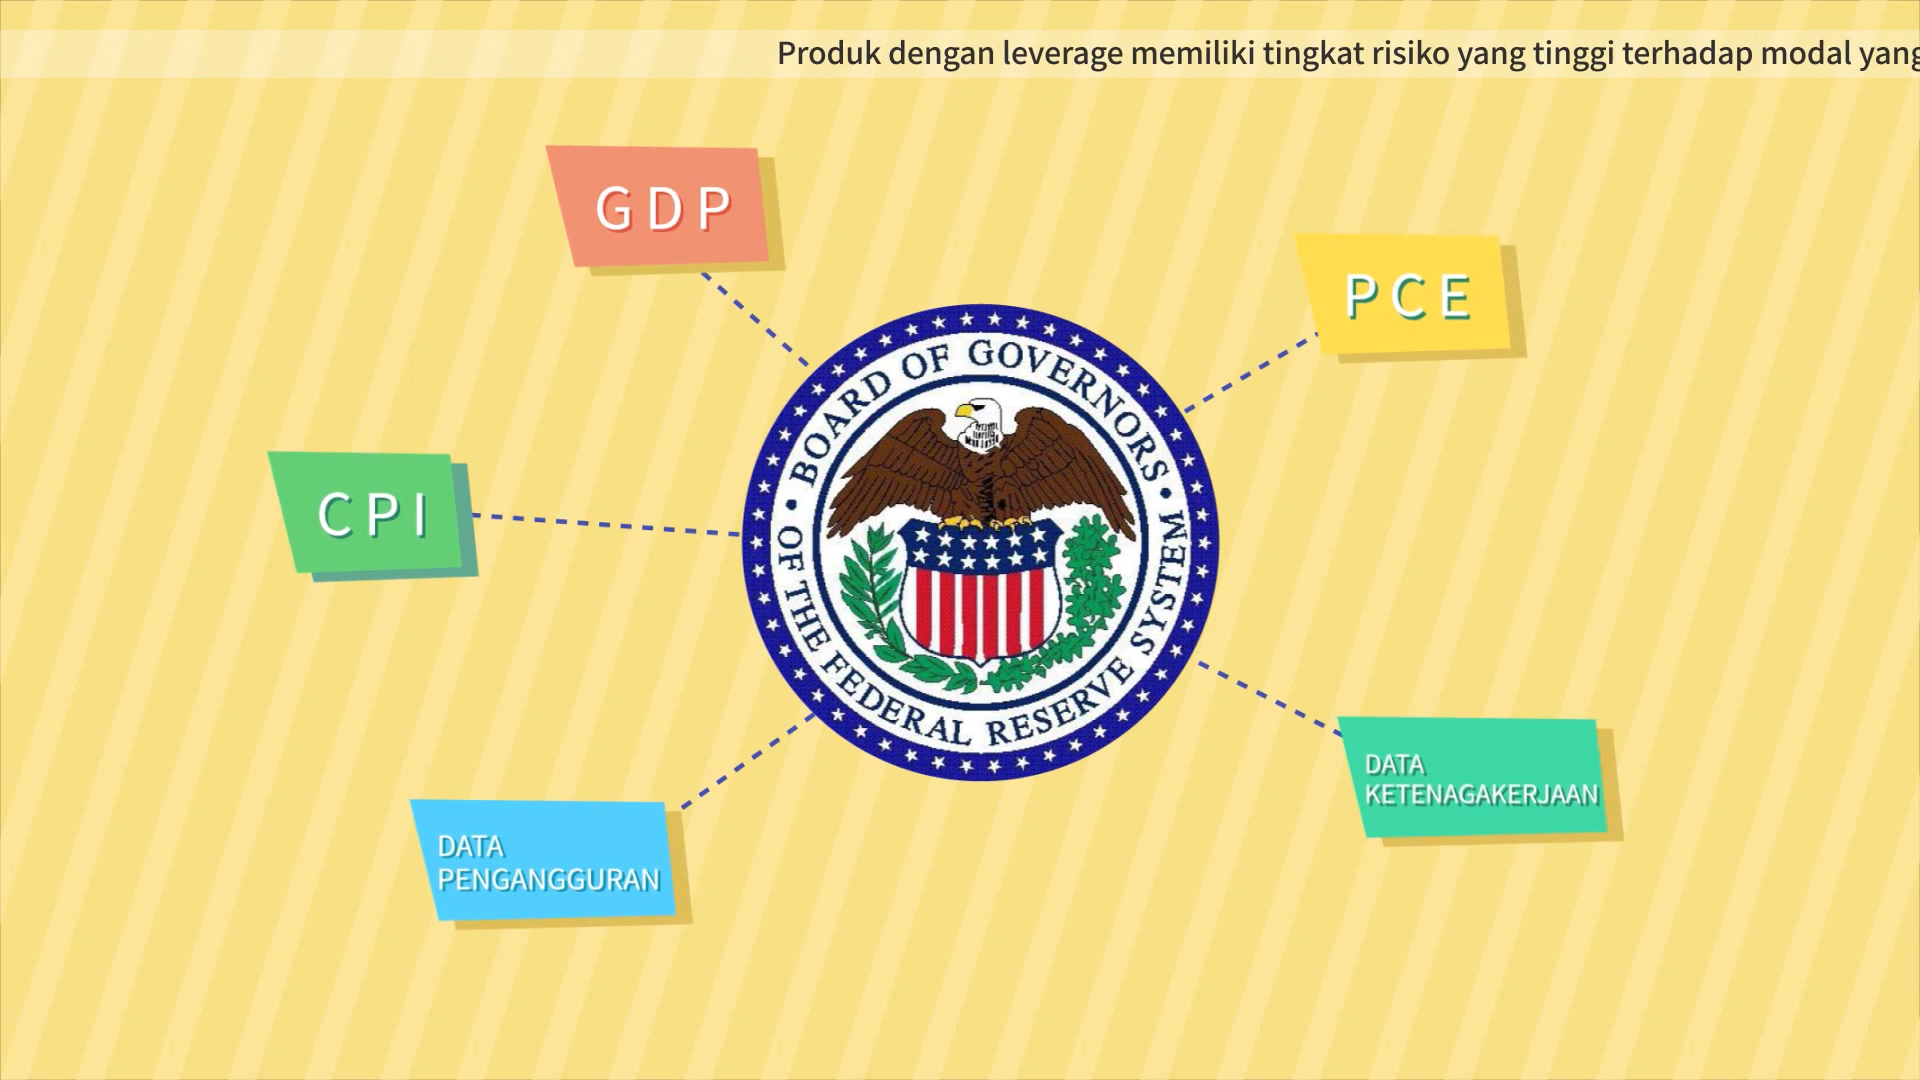 Produk dengan leverage memiliki tingkat risiko yang tinggi terhadap modal yang
GDP
PCE
BOARD OF GOVERNORS
CPI
OF THE FEDERAL RESERVE SYSTEM
DATA
KETENAGAKERJAAN
DATA
PENGANGGURAN